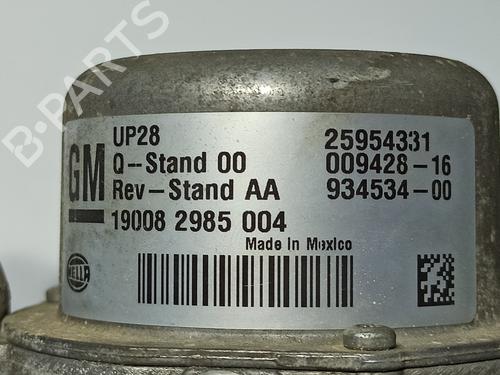 B-PARTS
GM
UP28 25954331
Q-Stand 00 009428-16
Rev-Stand AA 934534-00
19008 2985 004
Made in Mexico
HELLA